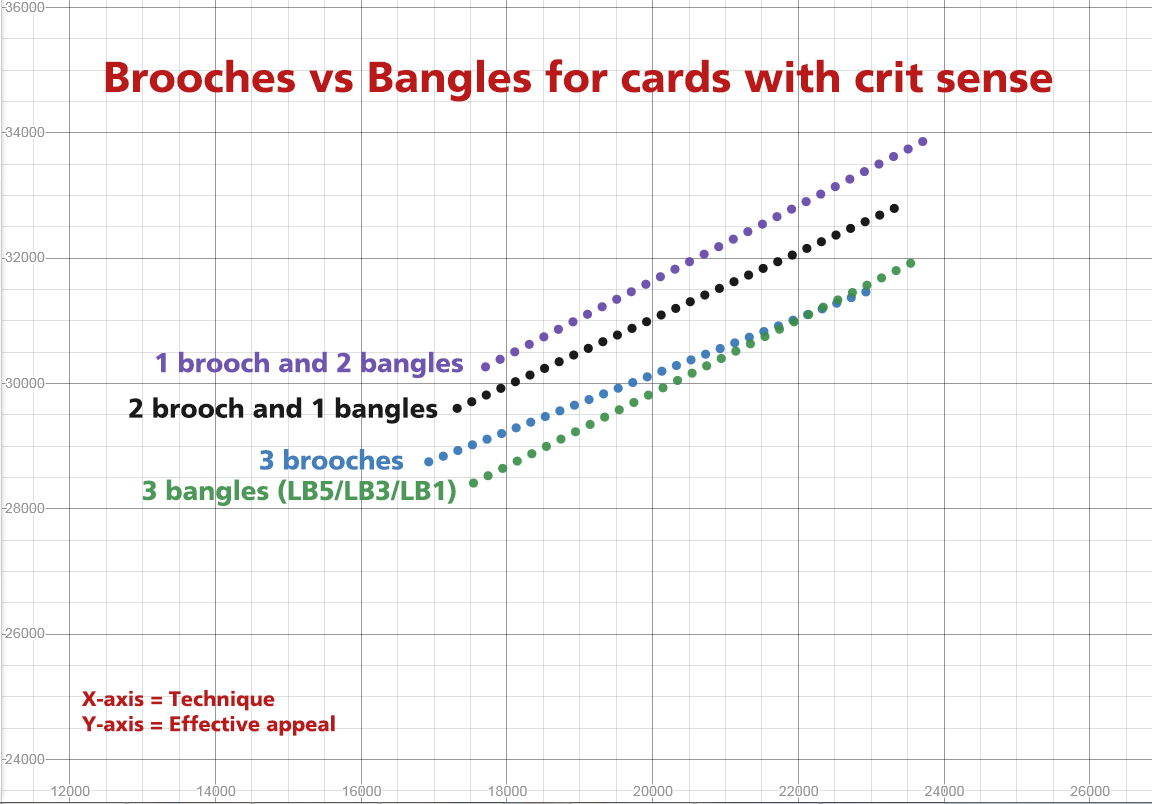 36000
Brooches vs Bangles for cards with crit sense
34000
32000
1 brooch and 2 bangles
30000
2 brooch and 1 bangles
3 brooches
3 bangles (LB5/LB3/LB1)
28000
26000
X-axis = Technique
Y-axis = Effective appeal
24000
12000 14000 16000 18000 20000 22000 24000 26000